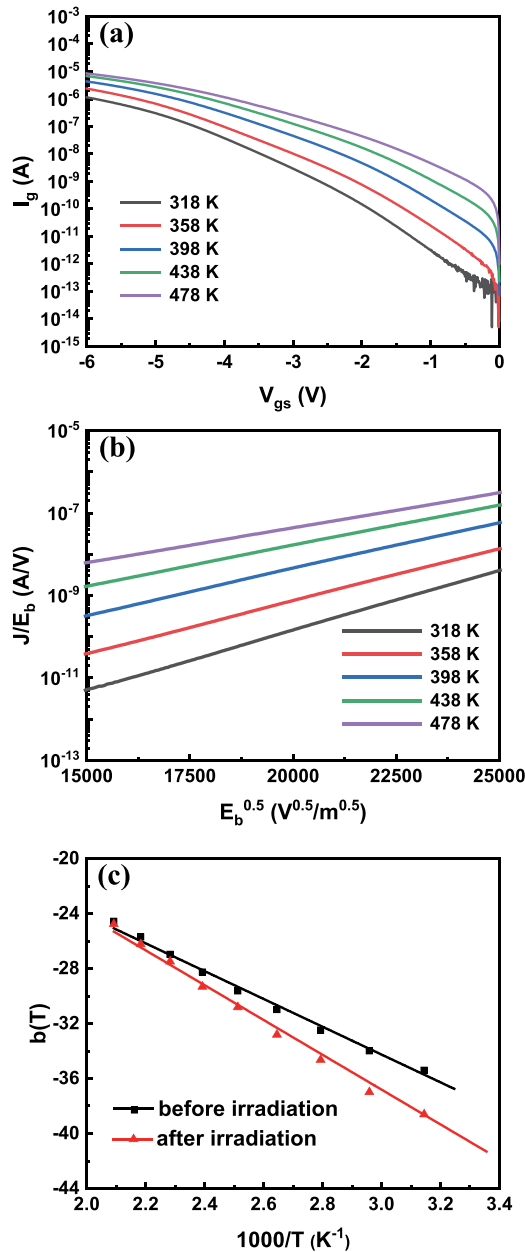 (a)
10^-3
10^-4
10^-5
10^-6
10^-7
10^-8
10^-9
10^-10
10^-11
10^-12
10^-13
10^-14
10^-15
I_g (A)
318 K
358 K
398 K
438 K
478 K
-6 -5 -4 -3 -2 -1 0
V_gs (V)
(b)
10^-5
10^-7
10^-9
10^-11
10^-13
J/E_b (A/V)
318 K
358 K
398 K
438 K
478 K
15000 17500 20000 22500 25000
E_b^0.5 (V^0.5/m^0.5)
(c)
-20
-24
-28
-32
-36
-40
-44
b(T)
before irradiation
after irradiation
2.0 2.2 2.4 2.6 2.8 3.0 3.2 3.4
1000/T (K^-1)